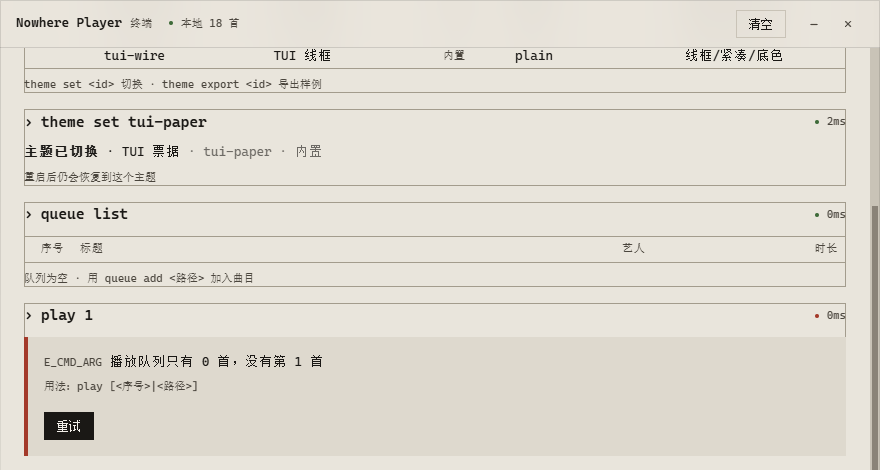 Nowhere Player 终端 • 本地 18 首 清空 — ×
tui-wire TUI 线框 内置 plain 线框/紧凑/底色
theme set <id> 切换 · theme export <id> 导出样例
› theme set tui-paper • 2ms
主题已切换 · TUI 票据 · tui-paper · 内置
重启后仍会恢复到这个主题
› queue list • 0ms
序号 标题 艺人 时长
队列为空 · 用 queue add <路径> 加入曲目
› play 1 • 0ms
E_CMD_ARG 播放队列只有 0 首，没有第 1 首
用法: play [<序号>|<路径>]
重试